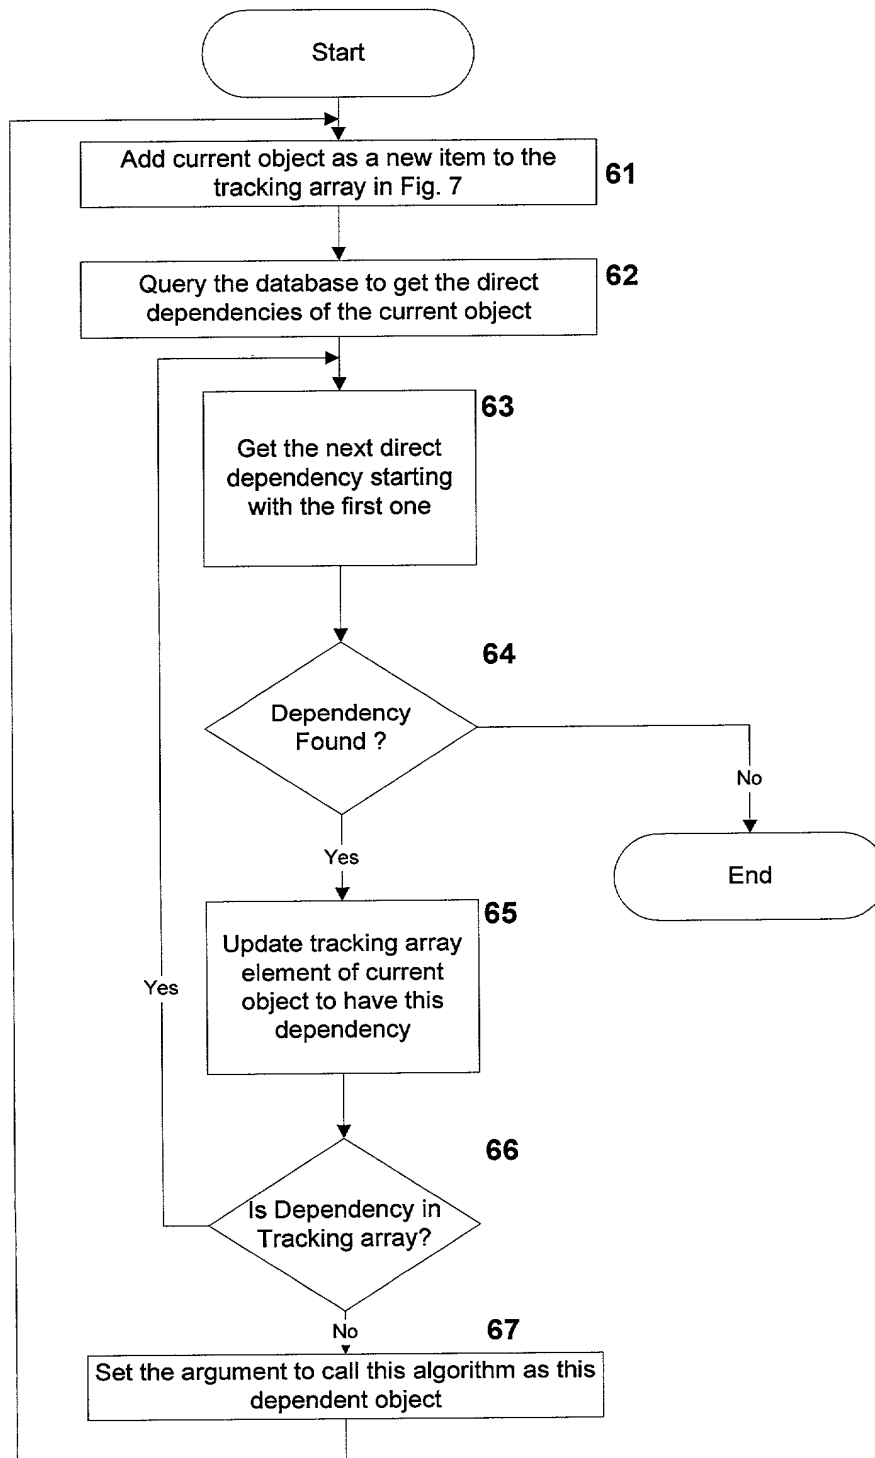 Start
Add current object as a new item to the
tracking array in Fig. 7
61
Query the database to get the direct
dependencies of the current object
62
63
Get the next direct
dependency starting
with the first one
64
Dependency
Found ?
No
Yes
End
65
Update tracking array
element of current
object to have this
dependency
Yes
66
Is Dependency in
Tracking array?
No
67
Set the argument to call this algorithm as this
dependent object